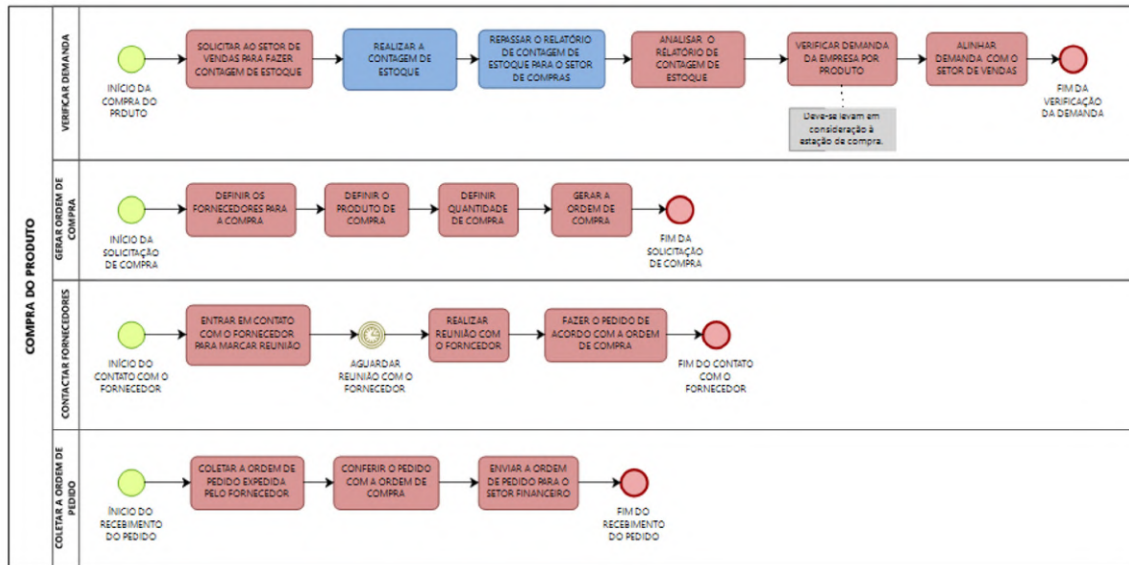 COMPRA DO PRODUTO
VERIFICAR DEMANDA
INÍCIO DA
COMPRA DO
PRDUTO
SOLICITAR AO SETOR DE
VENDAS PARA FAZER
CONTAGEM DE ESTOQUE
REALIZAR A
CONTAGEM DE
ESTOQUE
REPASSAR O RELATÓRIO
DE CONTAGEM DE
ESTOQUE PARA O SETOR
DE COMPRAS
ANALISAR O
RELATÓRIO DE
CONTAGEM DE
ESTOQUE
VERIFICAR DEMANDA
DA EMPRESA POR
PRODUTO
Deve-se levam em
consideração à
estação de compra.
ALINHAR
DEMANDA COM O
SETOR DE VENDAS
FIM DA
VERIFICAÇÃO
DA DEMANDA
GERAR ORDEM DE
COMPRA
INÍCIO DA
SOLICITAÇÃO
DE COMPRA
DEFINIR OS
FORNECEDORES PARA
A COMPRA
DEFINIR O
PRODUTO DE
COMPRA
DEFINIR
QUANTIDADE
DE COMPRA
GERAR A
ORDEM DE
COMPRA
FIM DA
SOLICITAÇÃO
DE COMPRA
CONTACTAR FORNECEDORES
INÍCIO DO
CONTATO COM O
FORNECEDOR
ENTRAR EM CONTATO
COM O FORNECEDOR
PARA MARCAR REUNIÃO
AGUARDAR
REUNIÃO COM O
FORNECEDOR
REALIZAR
REUNIÃO COM
O FORNCEDOR
FAZER O PEDIDO DE
ACORDO COM A ORDEM
DE COMPRA
FIM DO CONTATO
COM O
FORNECEDOR
COLETAR A ORDEM DE
PEDIDO
ÍNICIO DO
RECEBIMENTO
DO PEDIDO
COLETAR A ORDEM DE
PEDIDO EXPEDIDA
PELO FORNECEDOR
CONFERIR O PEDIDO
COM A ORDEM DE
COMPRA
ENVIAR A ORDEM
DE PEDIDO PARA O
SETOR FINANCEIRO
FIM DO
RECEBIMENTO
DO PEDIDO